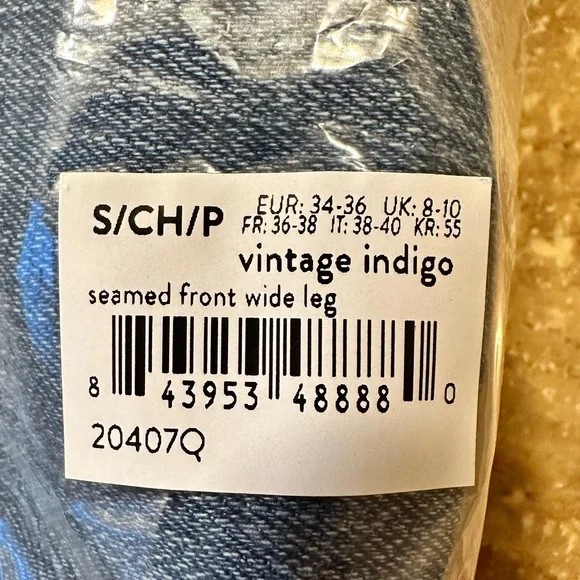 S/CH/P EUR: 34-36 UK: 8-10
FR: 36-38 IT: 38-40 KR: 55
vintage indigo
seamed front wide leg
8 43953 48888 0
20407Q